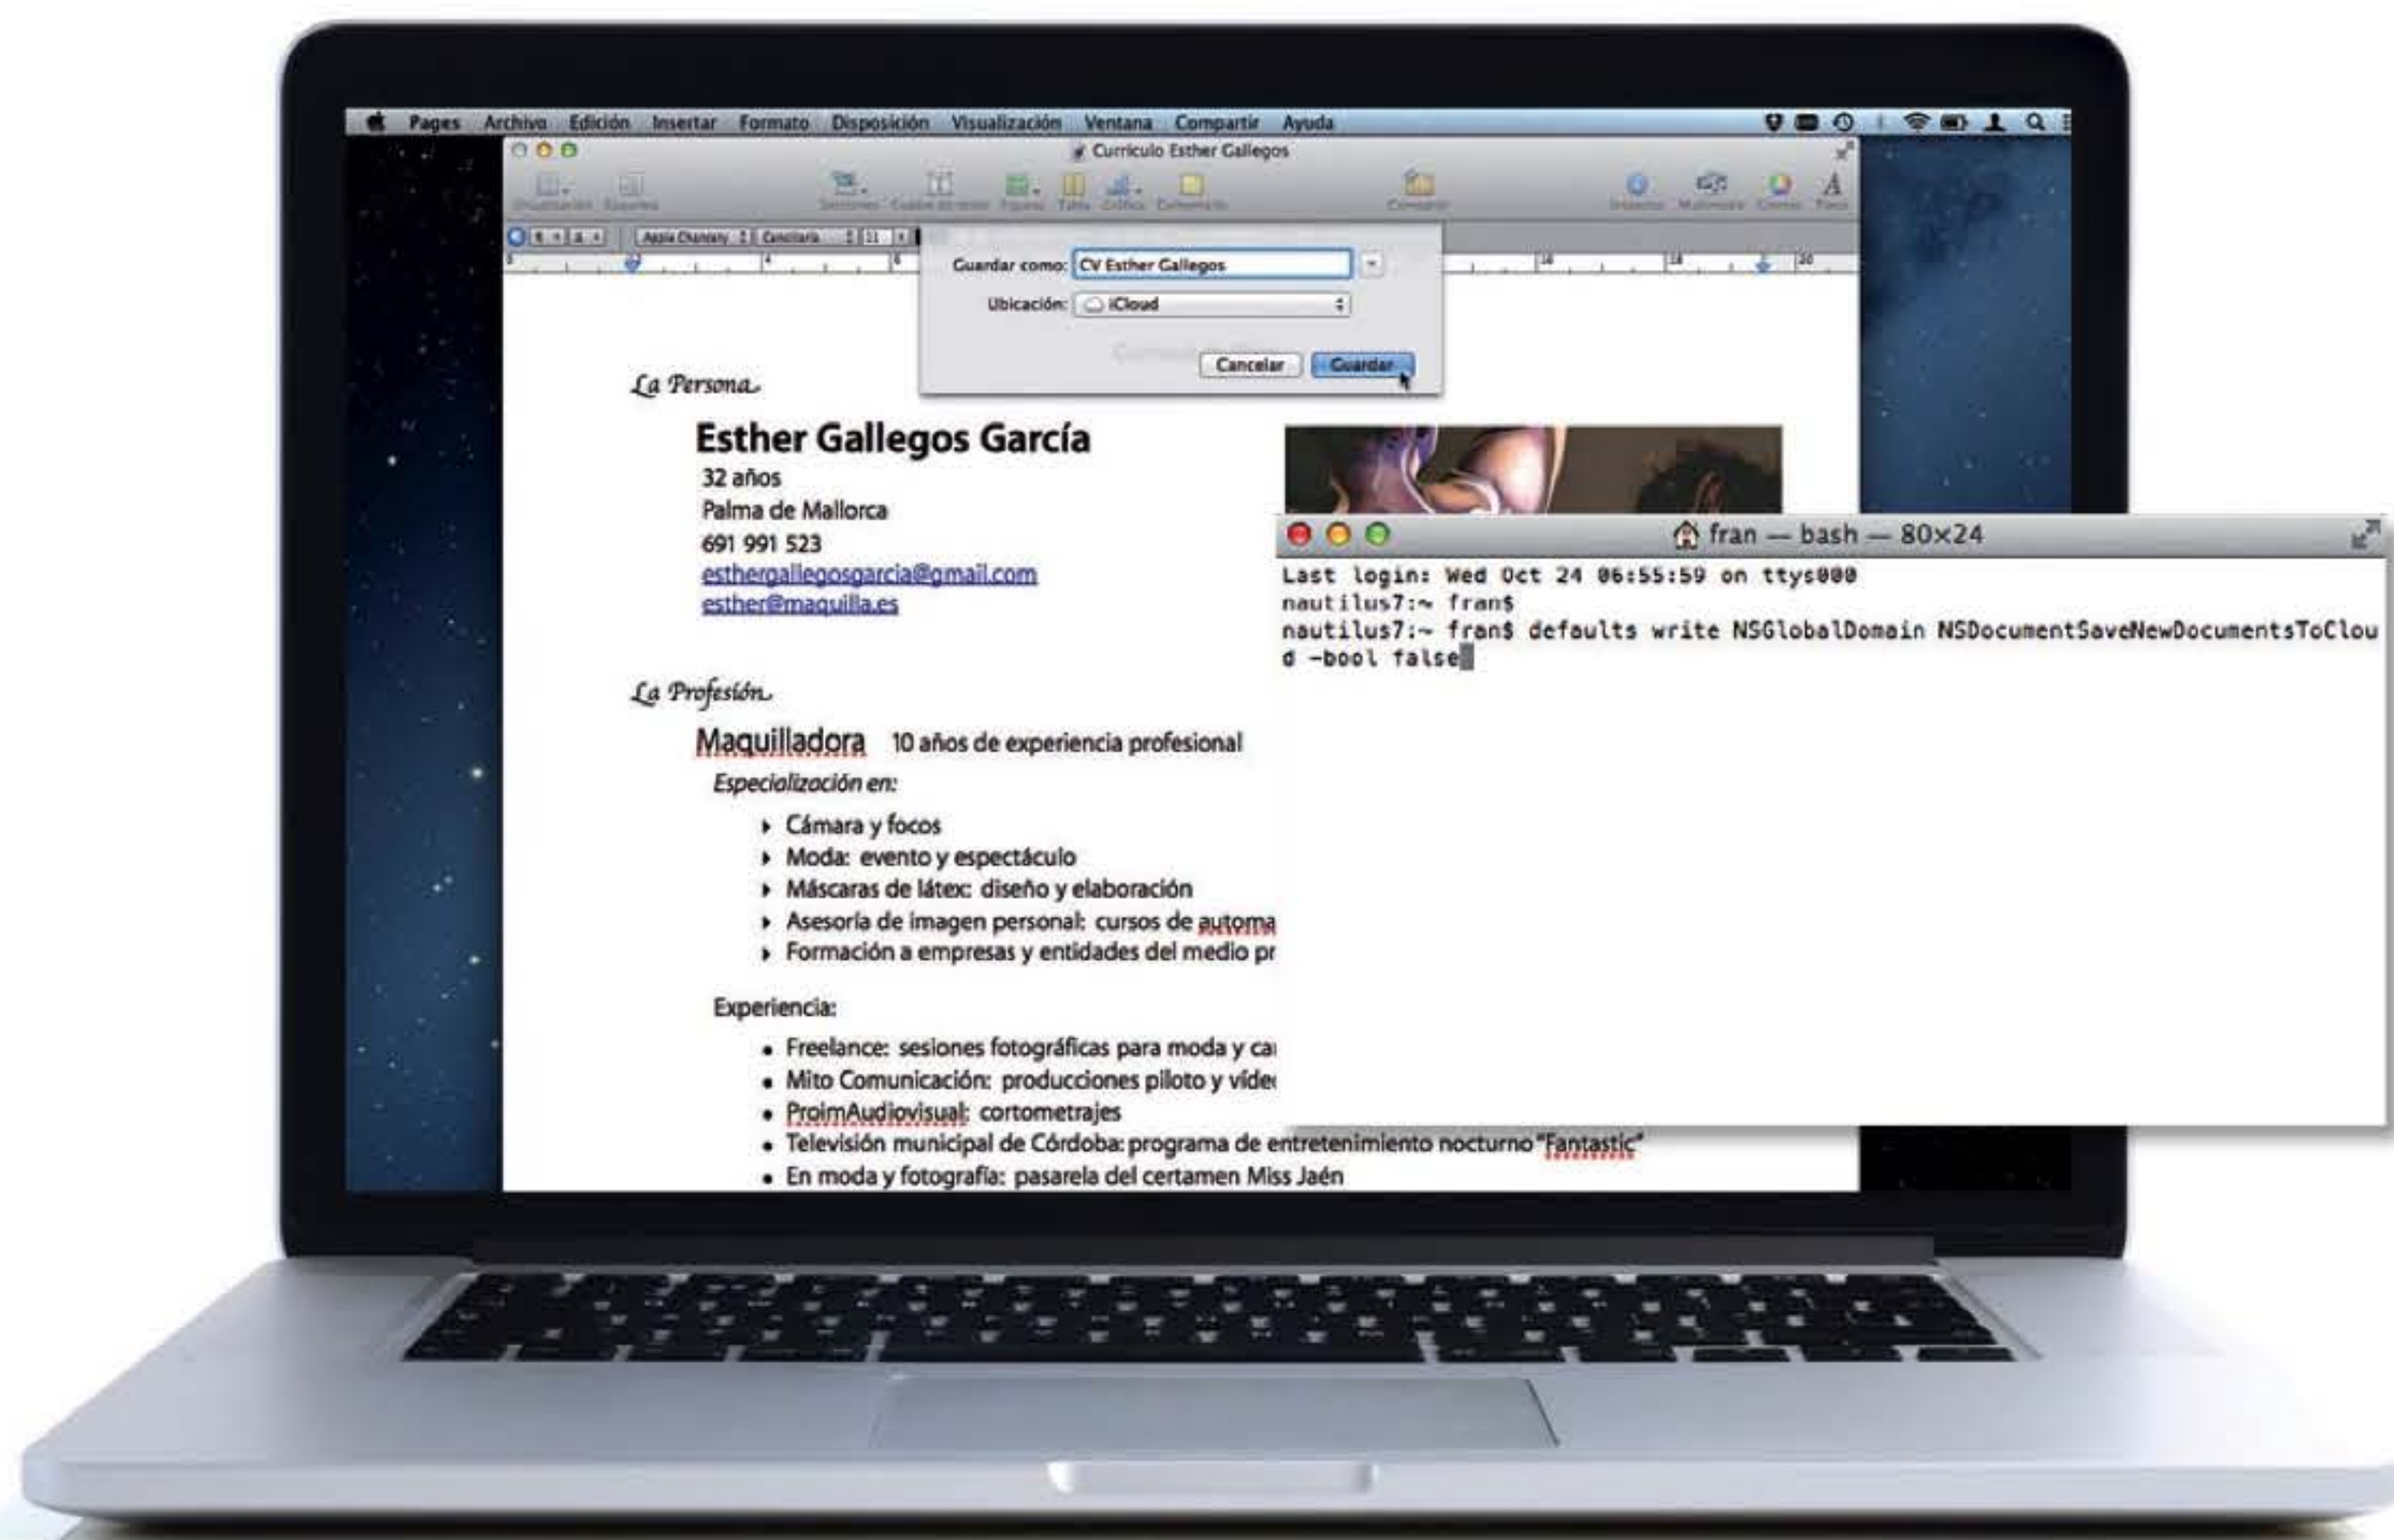 Pages Archivo Edición Insertar Formato Disposición Visualización Ventana Compartir Ayuda
Currículo Esther Gallegos
Apple Chancery Cancillería 11
Guardar como: CV Esther Gallegos
Ubicación: iCloud
Cancelar Guardar
La Persona
Esther Gallegos García
32 años
Palma de Mallorca
691 991 523
esthergallegosgarcia@gmail.com
esther@maquilla.es
La Profesión
Maquilladora 10 años de experiencia profesional
Especialización en:
Cámara y focos
Moda: evento y espectáculo
Máscaras de látex: diseño y elaboración
Asesoría de imagen personal: cursos de automa
Formación a empresas y entidades del medio pr
Experiencia:
• Freelance: sesiones fotográficas para moda y ca
• Mito Comunicación: producciones piloto y víde
• ProimAudiovisual: cortometrajes
• Televisión municipal de Córdoba: programa de entretenimiento nocturno "Fantastic"
• En moda y fotografía: pasarela del certamen Miss Jaén
fran — bash — 80×24
Last login: Wed Oct 24 06:55:59 on ttys000
nautilus7:~ fran$
nautilus7:~ fran$ defaults write NSGlobalDomain NSDocumentSaveNewDocumentsToClou
d -bool false